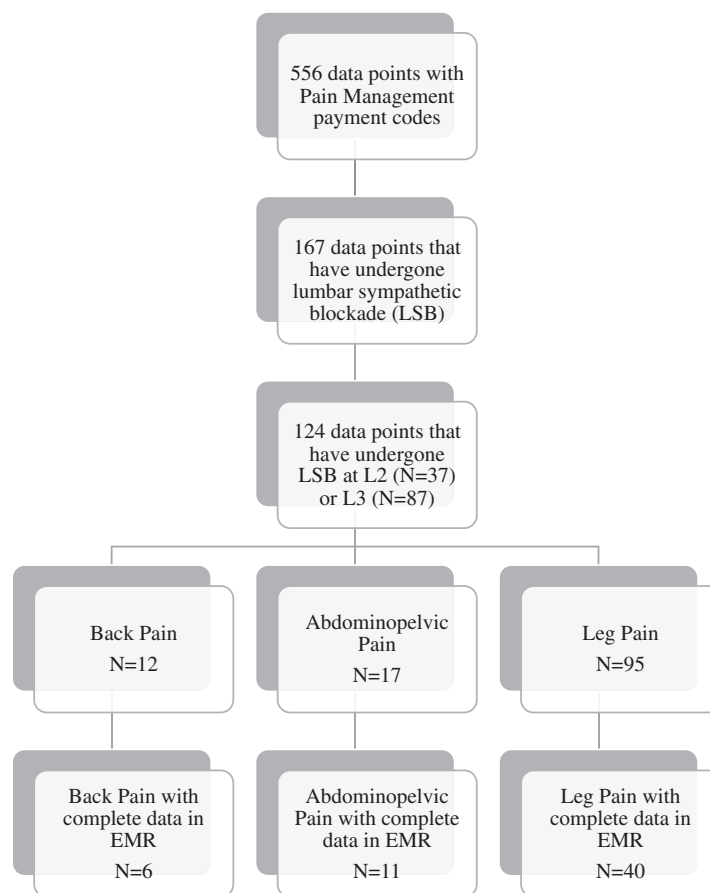 556 data points with
Pain Management
payment codes
167 data points that
have undergone
lumbar sympathetic
blockade (LSB)
124 data points that
have undergone
LSB at L2 (N=37)
or L3 (N=87)
Back Pain
N=12
Abdominopelvic
Pain
N=17
Leg Pain
N=95
Back Pain with
complete data in
EMR
N=6
Abdominopelvic
Pain with complete
data in EMR
N=11
Leg Pain with
complete data in
EMR
N=40